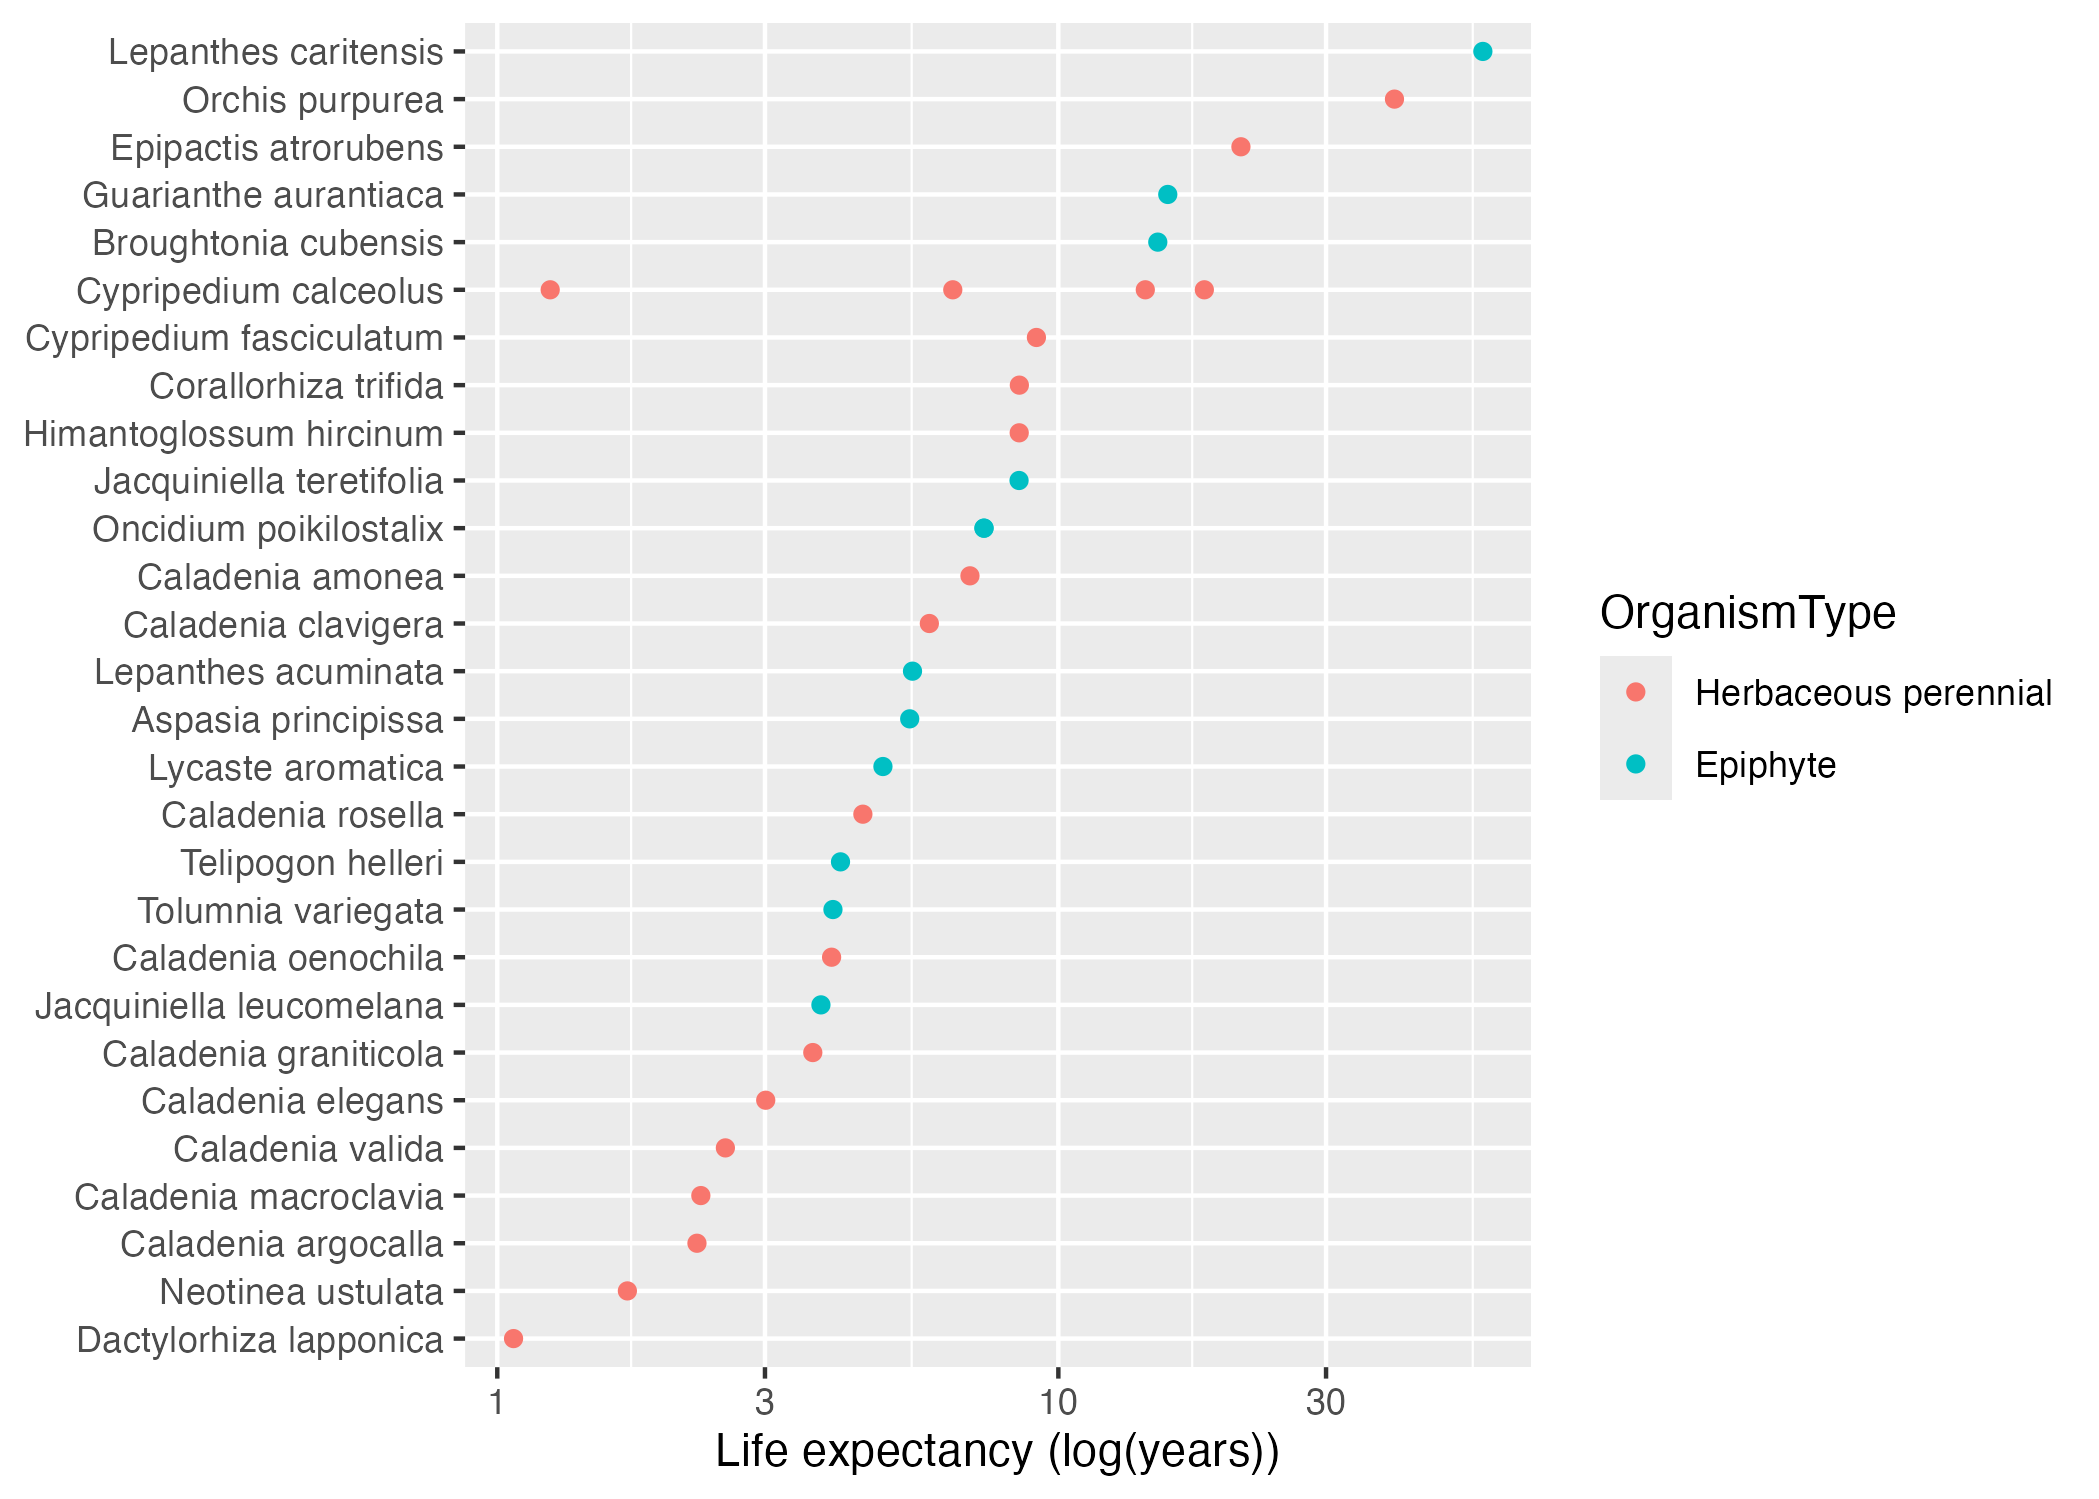 Lepanthes caritensis
Orchis purpurea
Epipactis atrorubens
Guarianthe aurantiaca
Broughtonia cubensis
Cypripedium calceolus
Cypripedium fasciculatum
Corallorhiza trifida
Himantoglossum hircinum
Jacquiniella teretifolia
Oncidium poikilostalix
Caladenia amonea
Caladenia clavigera
Lepanthes acuminata
Aspasia principissa
Lycaste aromatica
Caladenia rosella
Telipogon helleri
Tolumnia variegata
Caladenia oenochila
Jacquiniella leucomelana
Caladenia graniticola
Caladenia elegans
Caladenia valida
Caladenia macroclavia
Caladenia argocalla
Neotinea ustulata
Dactylorhiza lapponica
1 3 10 30
Life expectancy (log(years))
OrganismType
Herbaceous perennial
Epiphyte